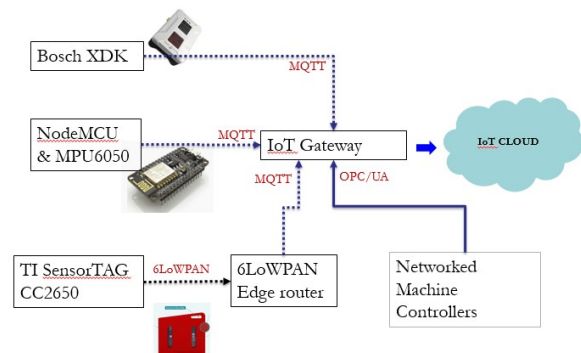 Bosch XDK
MQTT
NodeMCU
& MPU6050
MQTT
IoT Gateway
IoT CLOUD
MQTT
OPC/UA
TI SensorTAG
CC2650
6LoWPAN
6LoWPAN
Edge router
Networked
Machine
Controllers